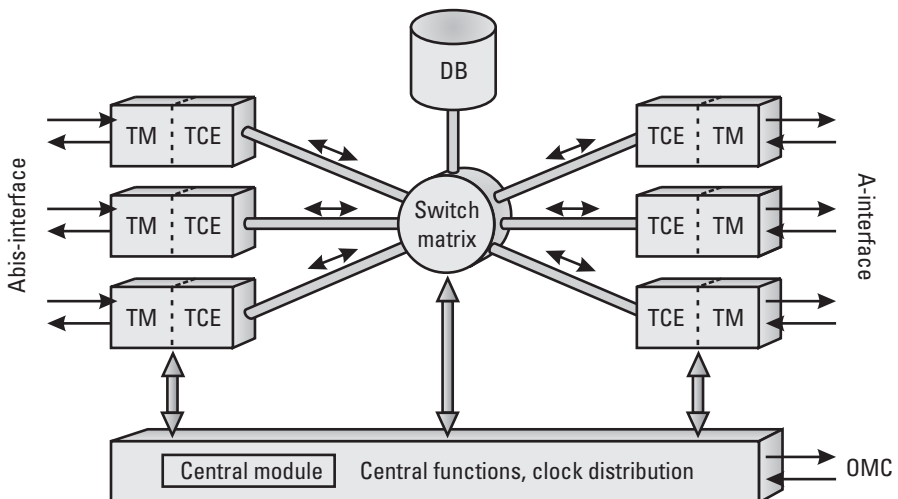 DB
TM TCE
TCE TM
Abis-interface
TM TCE
Switch
matrix
TCE TM
A-interface
TM TCE
TCE TM
Central module
Central functions, clock distribution
OMC